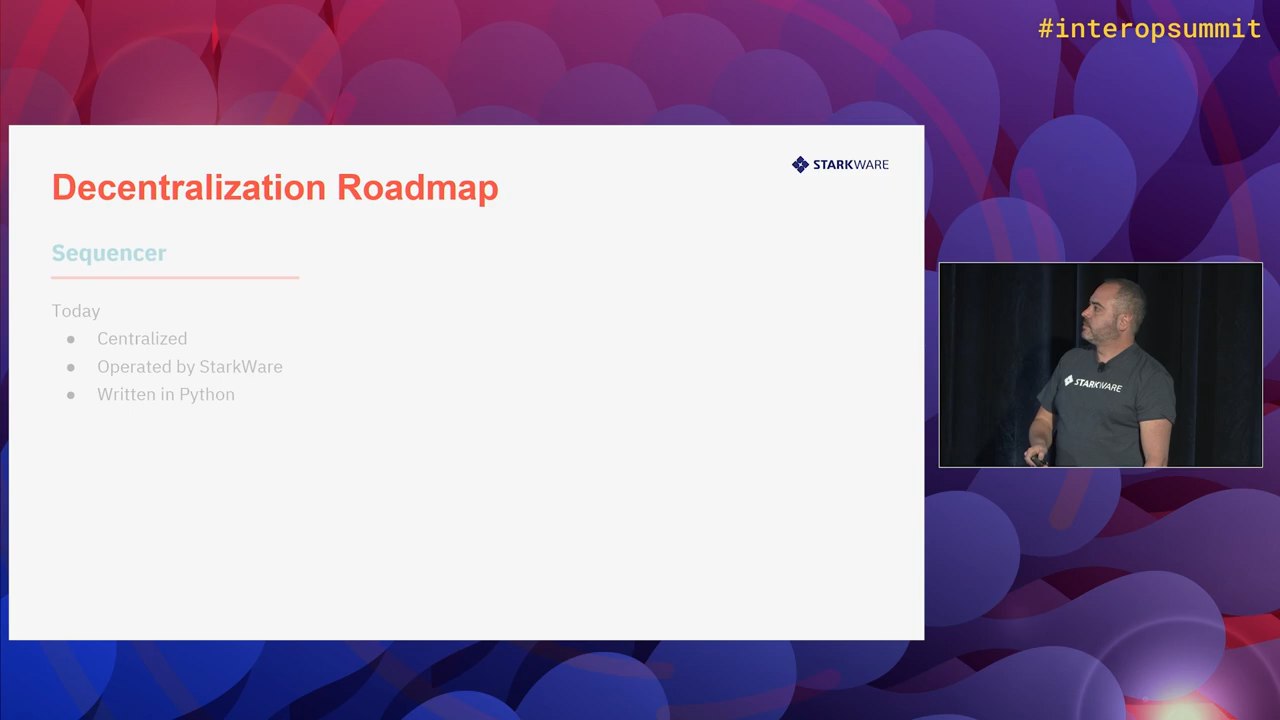 #interopsummit
STARKWARE
Decentralization Roadmap
Sequencer
Today
● Centralized
● Operated by StarkWare
● Written in Python
STARKWARE